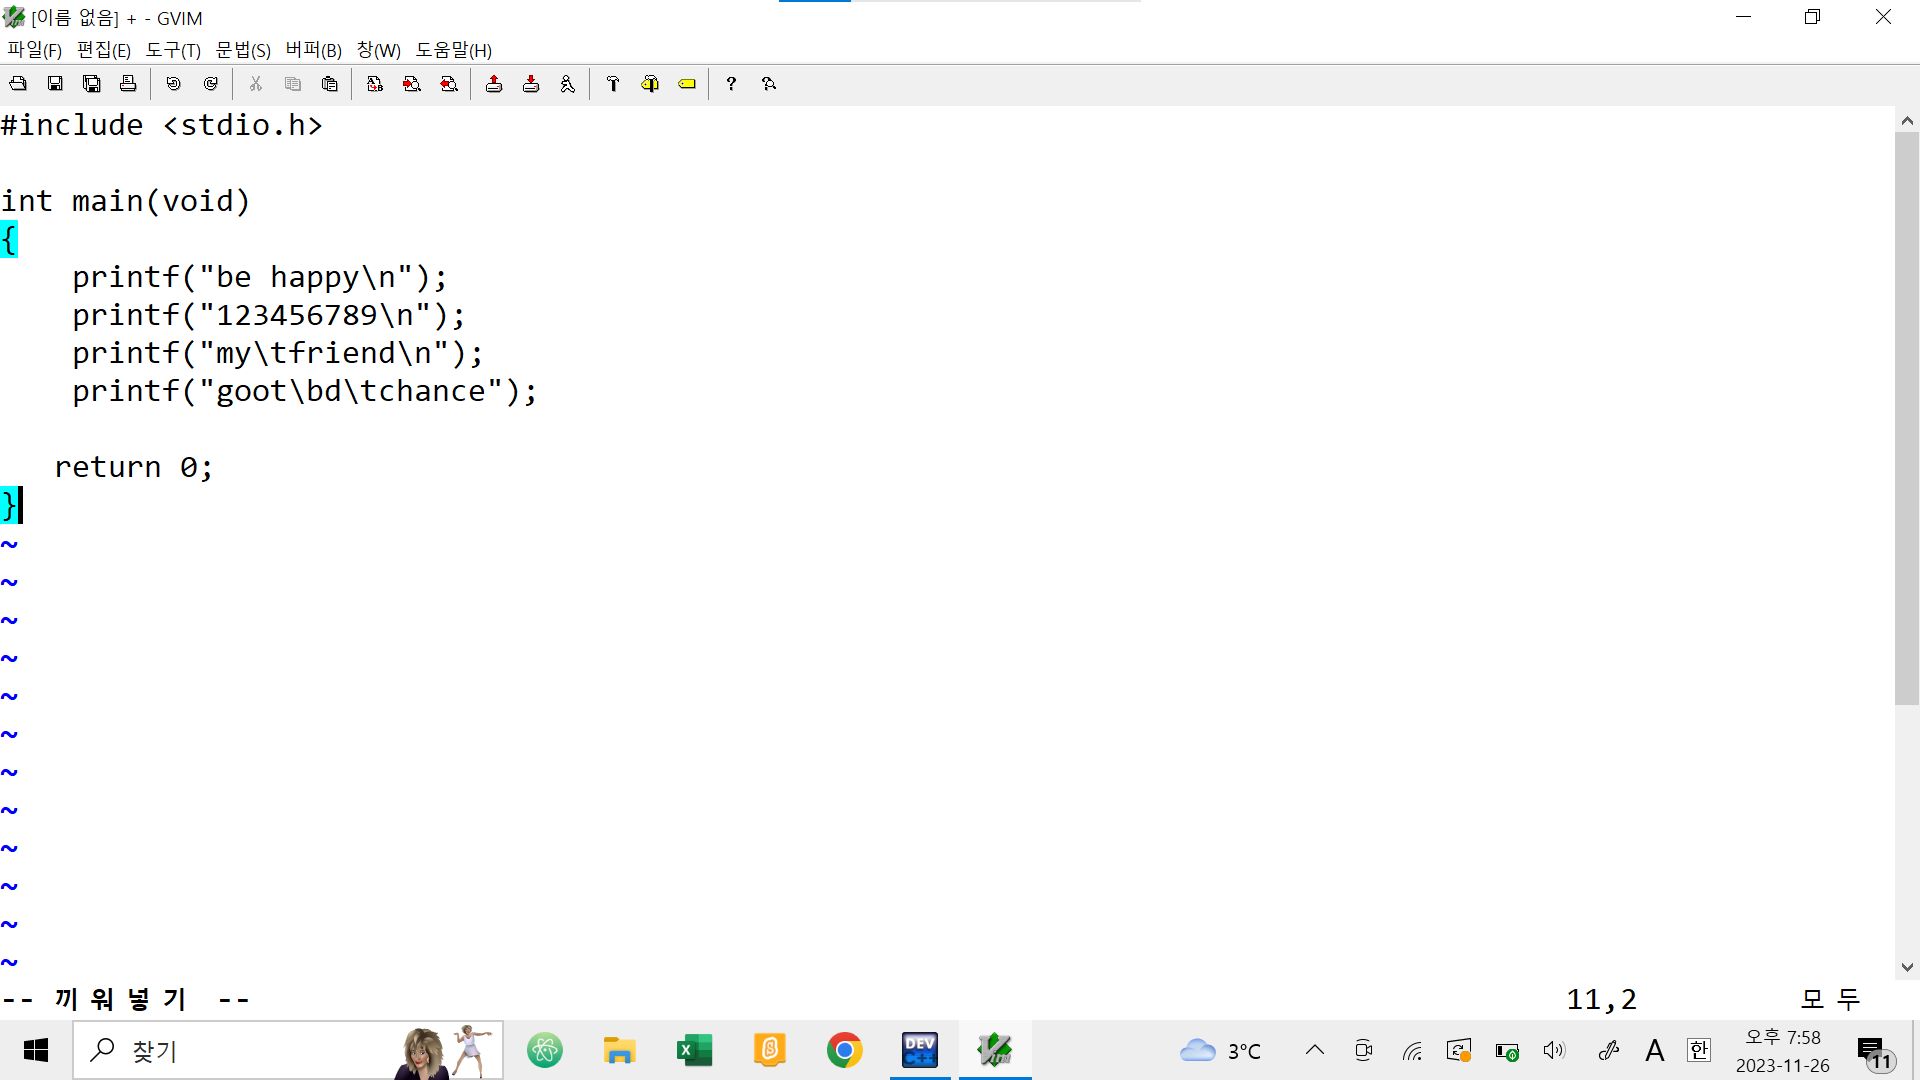 [이름 없음] + - GVIM
파일(F) 편집(E) 도구(T) 문법(S) 버퍼(B) 창(W) 도움말(H)
#include <stdio.h>
int main(void)
{
    printf("be happy\n");
    printf("123456789\n");
    printf("my\tfriend\n");
    printf("goot\bd\tchance");
   return 0;
}
~
~
~
~
~
~
~
~
~
~
~
~
-- 끼워넣기 -- 11,2 모두
찾기 DEV C++ 3°C A 한 오후 7:58
2023-11-26 11